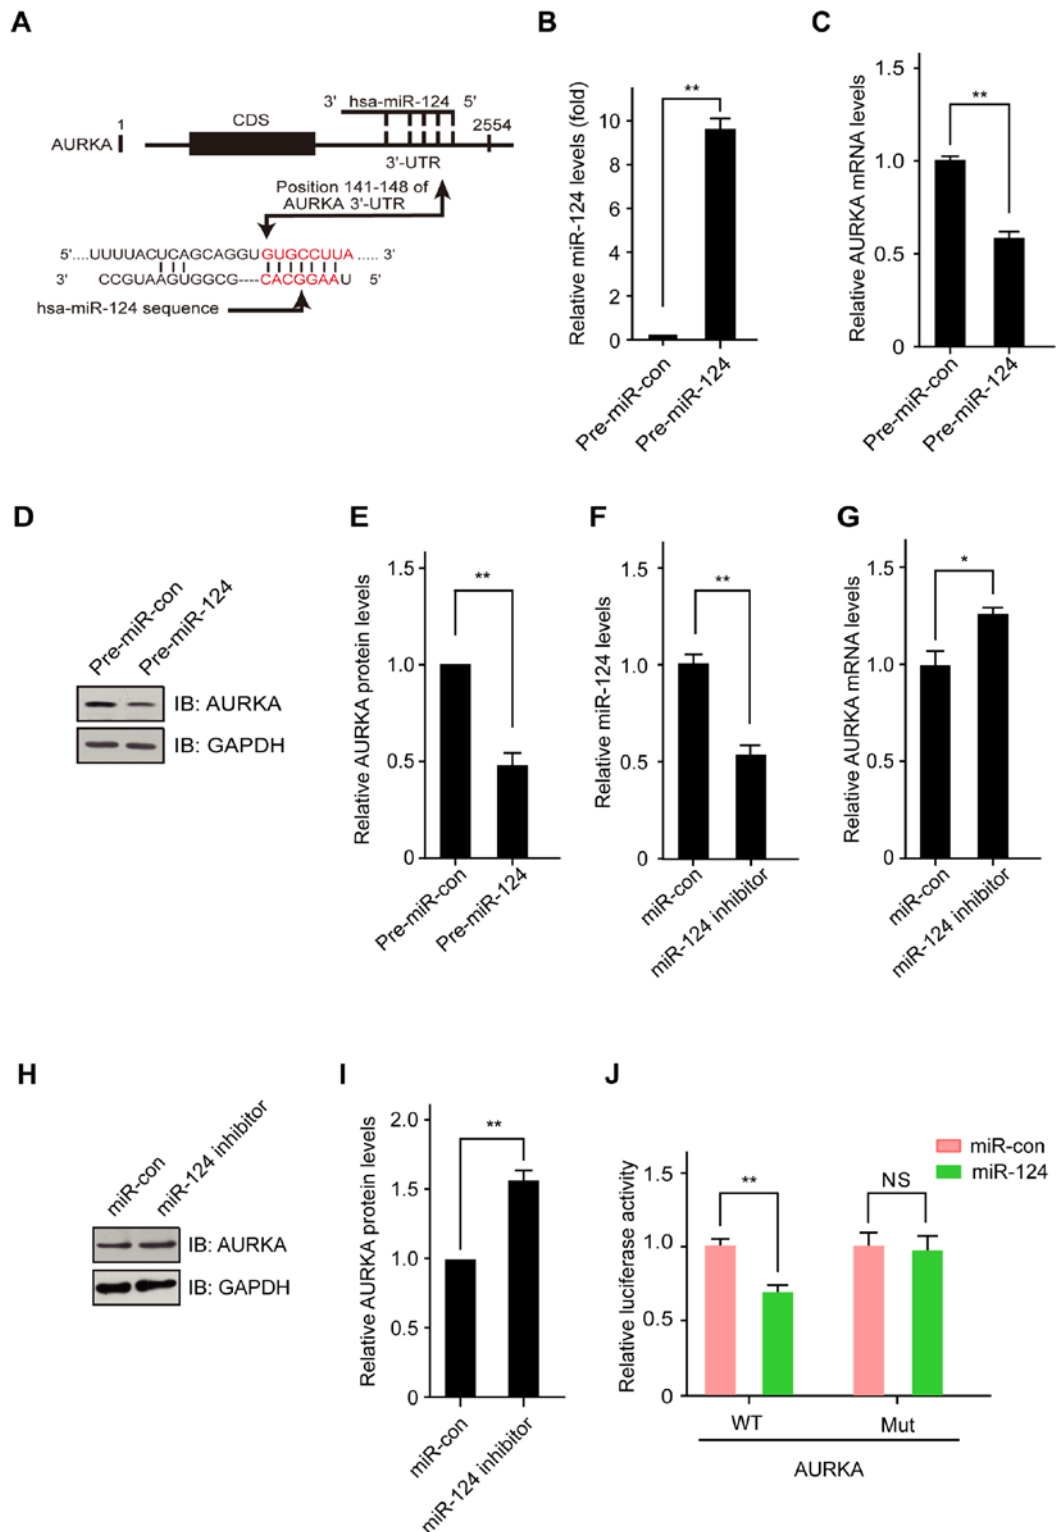 A
3' hsa-miR-124 5'
1 CDS 2554
AURKA
3'-UTR
Position 141-148 of
AURKA 3'-UTR
5'....UUUUACUCAGCAGGUGUGCCUUA..... 3'
3' CCGUAAGUGGCG----CACGGAAU 5'
hsa-miR-124 sequence
B
Relative miR-124 levels (fold)
10
8
6
4
2
0
**
Pre-miR-con
Pre-miR-124
C
Relative AURKA mRNA levels
1.5
1.0
0.5
0
**
Pre-miR-con
Pre-miR-124
D
Pre-miR-con
Pre-miR-124
IB: AURKA
IB: GAPDH
E
Relative AURKA protein levels
1.5
1.0
0.5
0
**
Pre-miR-con
Pre-miR-124
F
Relative miR-124 levels
1.5
1.0
0.5
0
**
miR-con
miR-124 inhibitor
G
Relative AURKA mRNA levels
1.5
1.0
0.5
0
*
miR-con
miR-124 inhibitor
H
miR-con
miR-124 inhibitor
IB: AURKA
IB: GAPDH
I
Relative AURKA protein levels
2.0
1.5
1.0
0.5
0
**
miR-con
miR-124 inhibitor
J
miR-con
miR-124
Relative luciferase activity
1.5
1.0
0.5
0
**
NS
WT Mut
AURKA